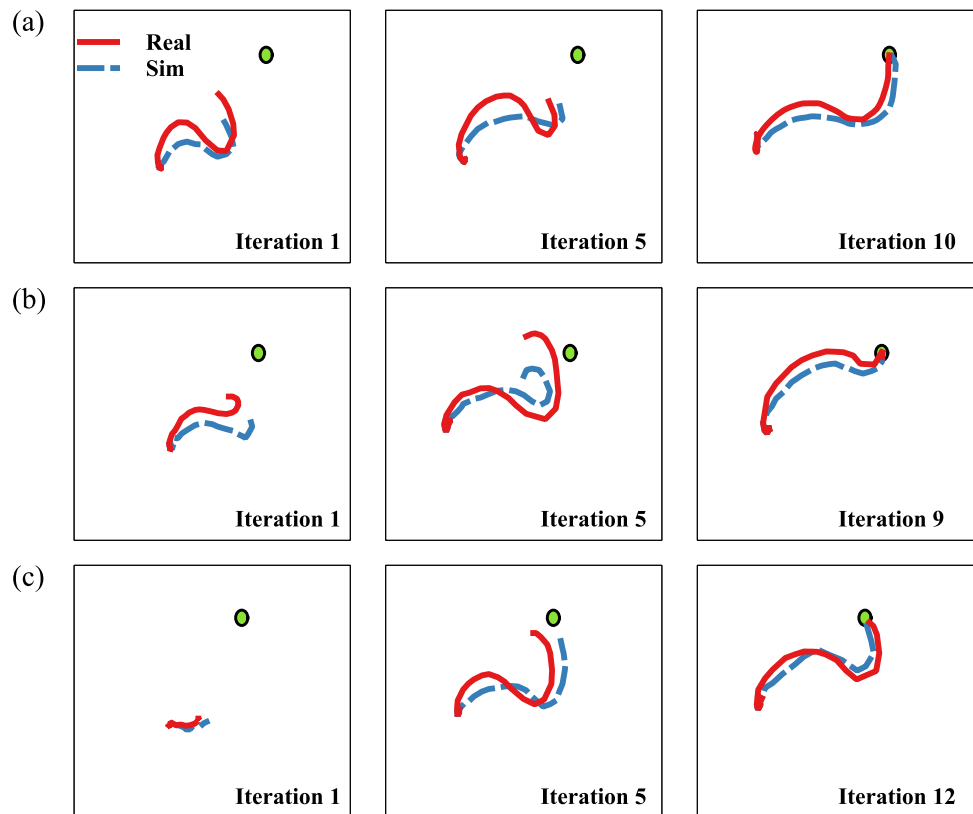 (a)
Real
Sim
Iteration 1
Iteration 5
Iteration 10
(b)
Iteration 1
Iteration 5
Iteration 9
(c)
Iteration 1
Iteration 5
Iteration 12